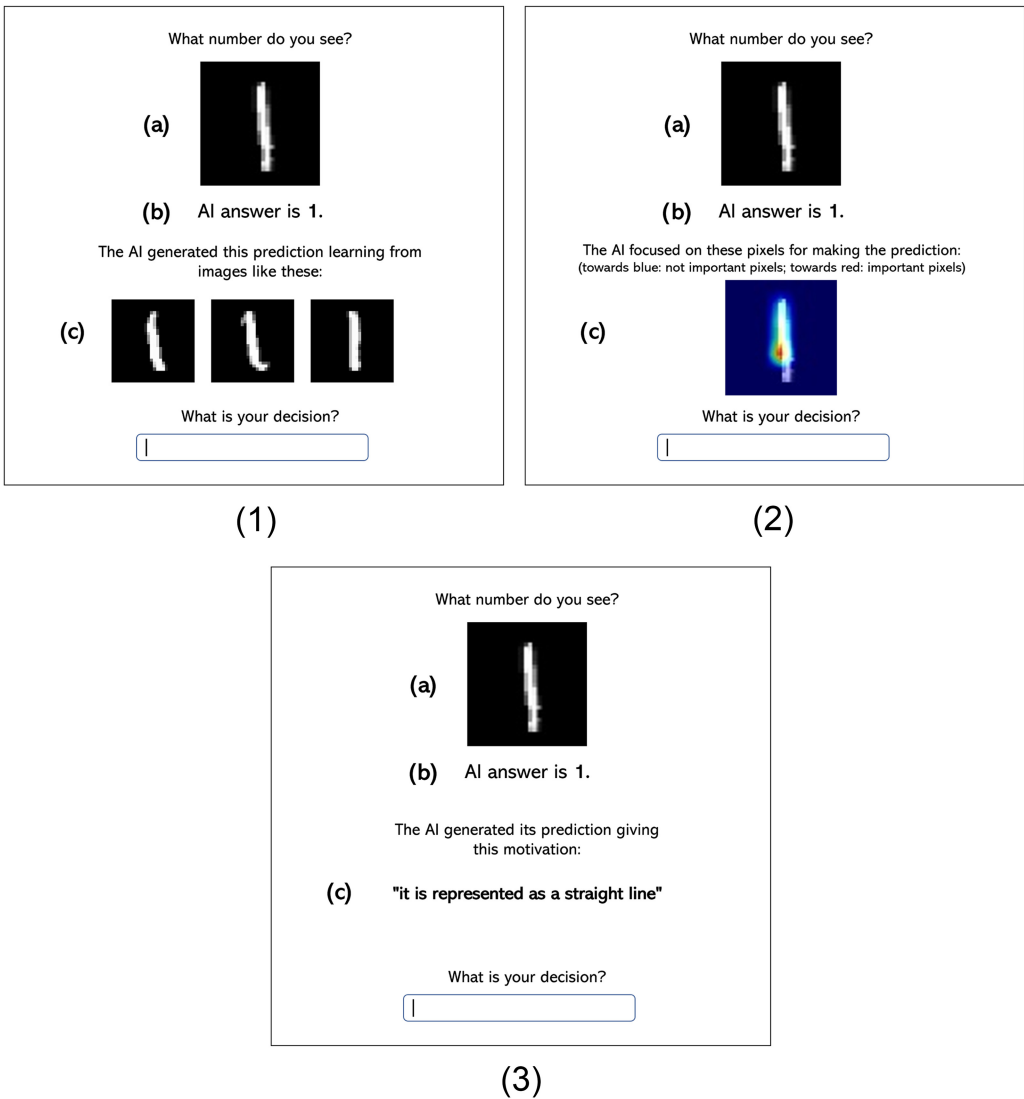 What number do you see?
(a)
(b) AI answer is 1.
The AI generated this prediction learning from
images like these:
(c)
What is your decision?
(1)
What number do you see?
(a)
(b) AI answer is 1.
The AI focused on these pixels for making the prediction:
(towards blue: not important pixels; towards red: important pixels)
(c)
What is your decision?
(2)
What number do you see?
(a)
(b) AI answer is 1.
The AI generated its prediction giving
this motivation:
(c) "it is represented as a straight line"
What is your decision?
(3)